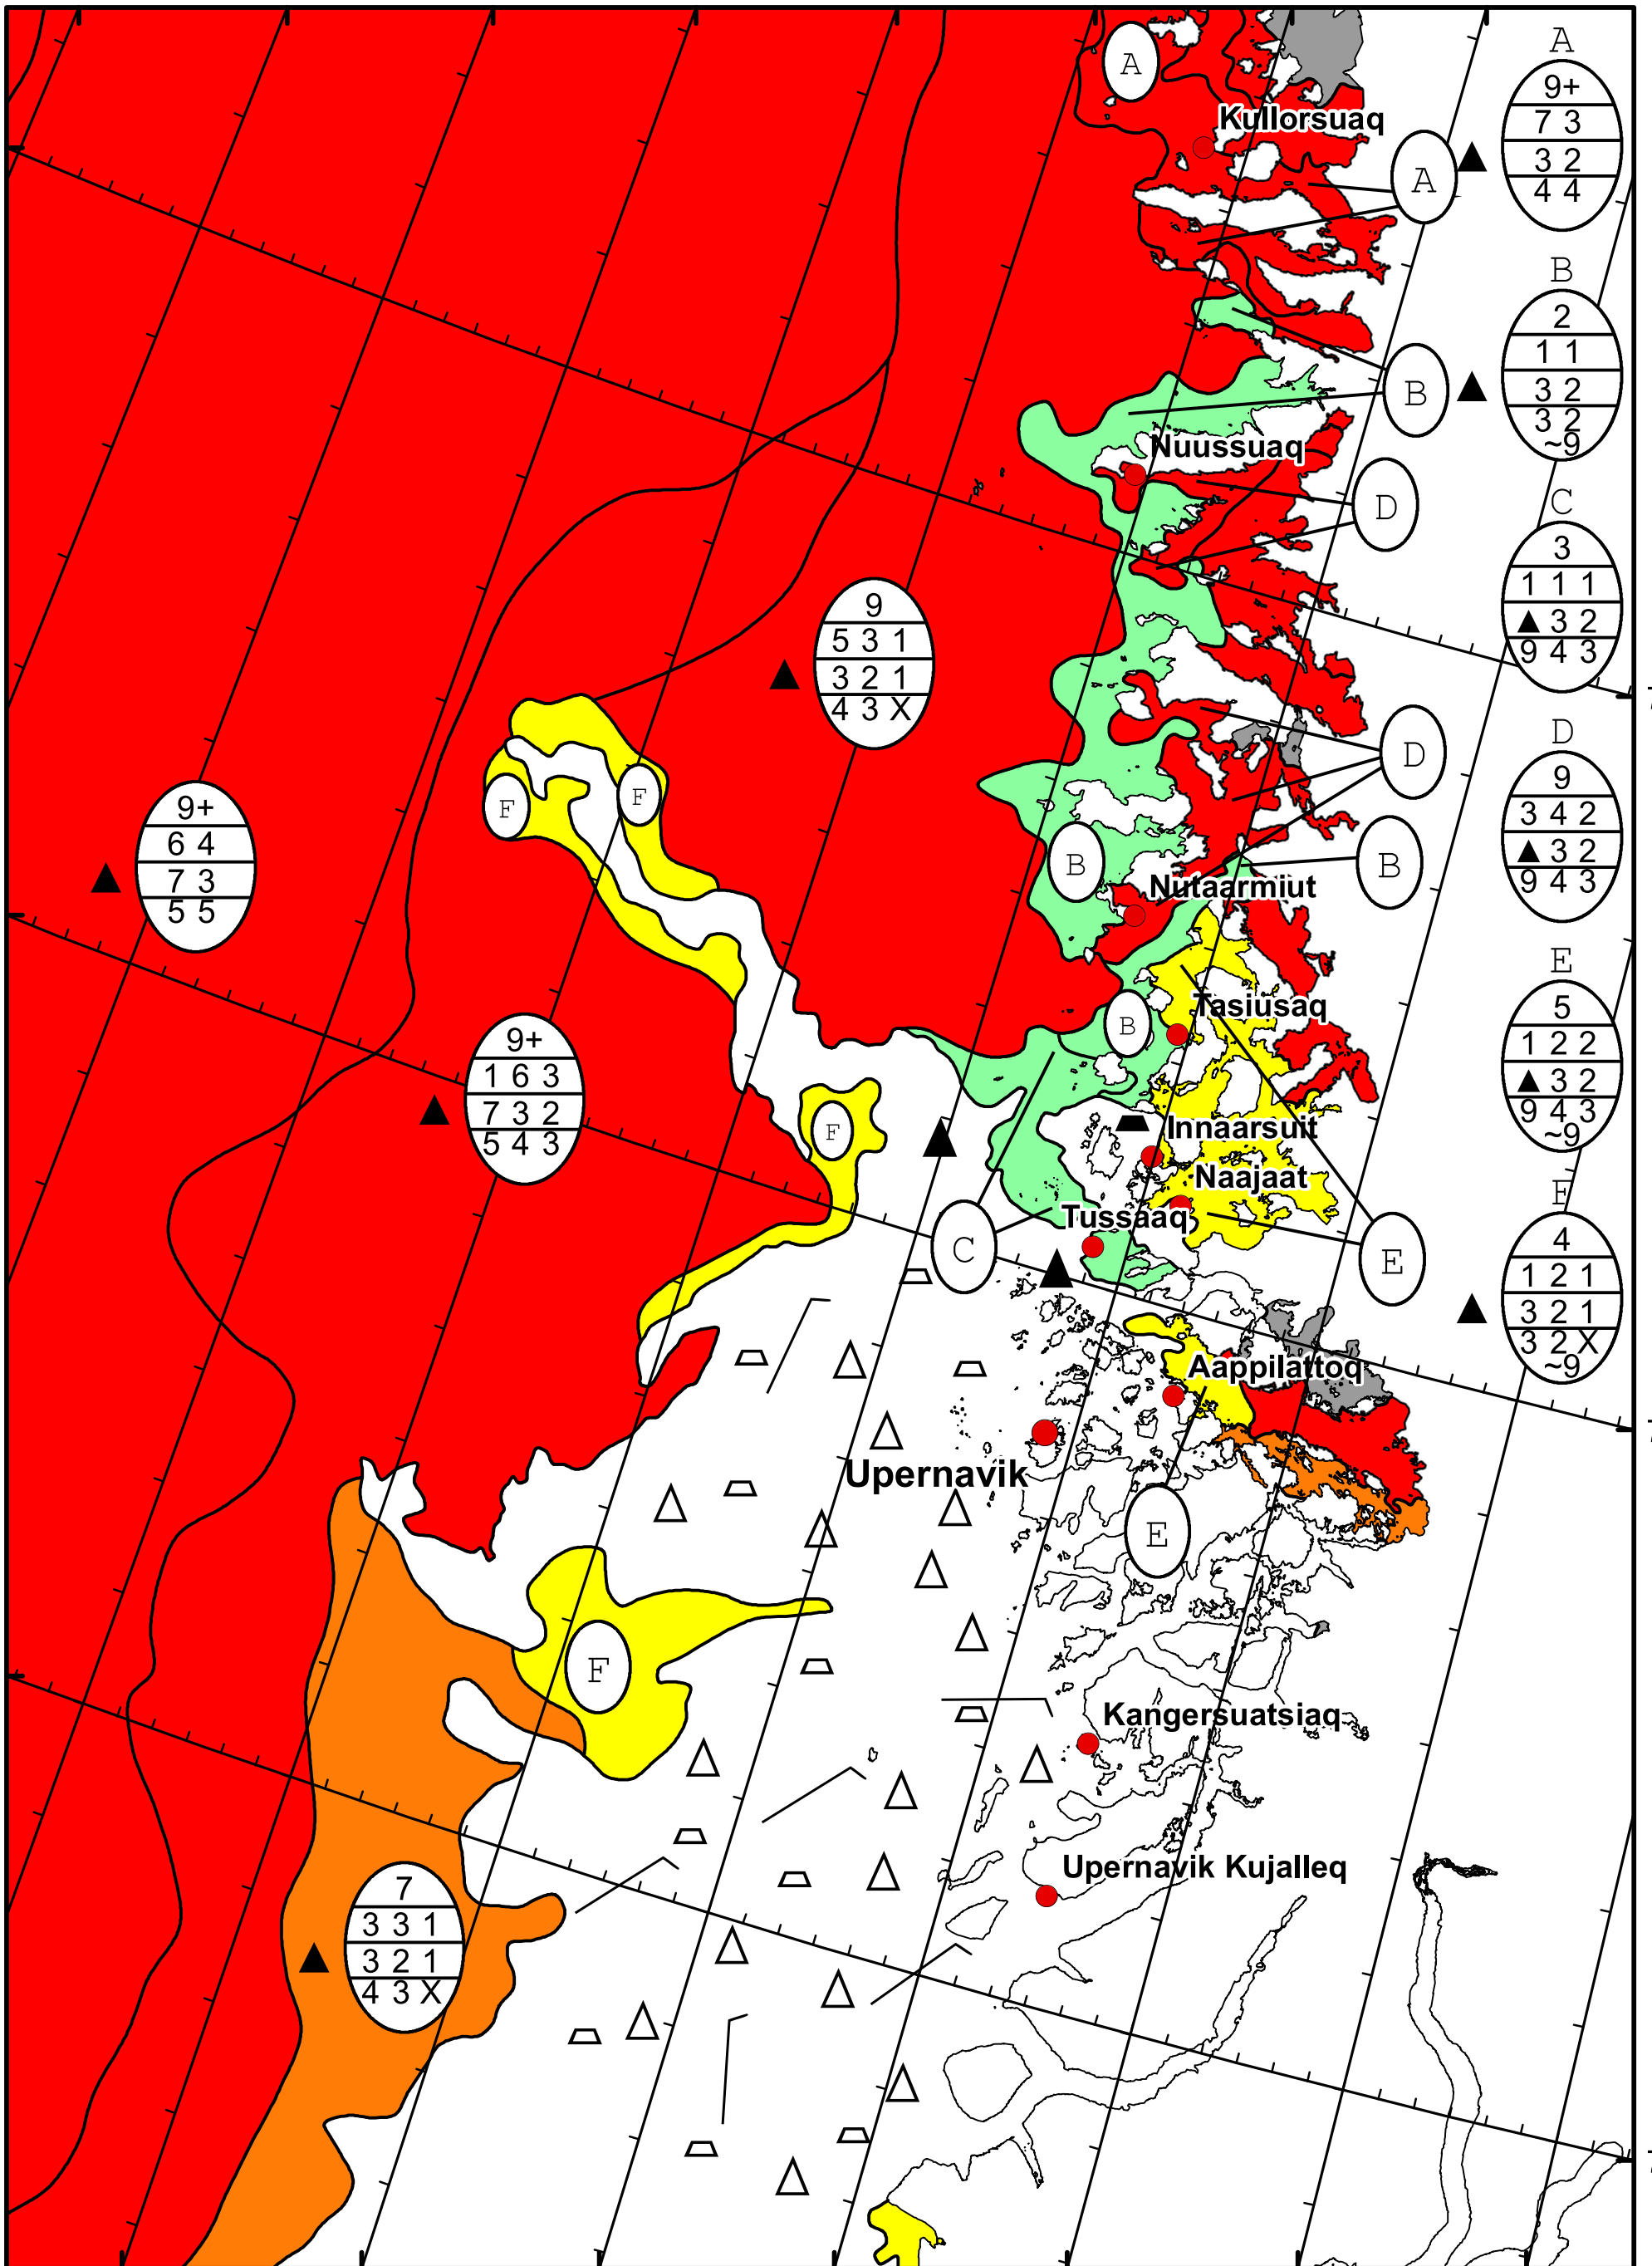 A
A
9+
7 3
3 2
4 4
Kullorsuaq
A
B
2
1 1
3 2
3 2
~9
B
Nuussuaq
D
C
3
1 1 1
▲ 3 2
9 4 3
9
5 3 1
3 2 1
4 3 X
D
D
9
3 4 2
▲ 3 2
9 4 3
F
F
9+
6 4
7 3
5 5
B
B
Nutaarmiut
E
5
1 2 2
▲ 3 2
9 4 3
~9
Tasiusaq
B
9+
1 6 3
7 3 2
5 4 3
F
Innaarsuit
Naajaat
Tussaaq
C
E
F
4
1 2 1
3 2 1
3 2 X
~9
Aappilattoq
Upernavik
E
F
Kangersuatsiaq
Upernavik Kujalleq
7
3 3 1
3 2 1
4 3 X